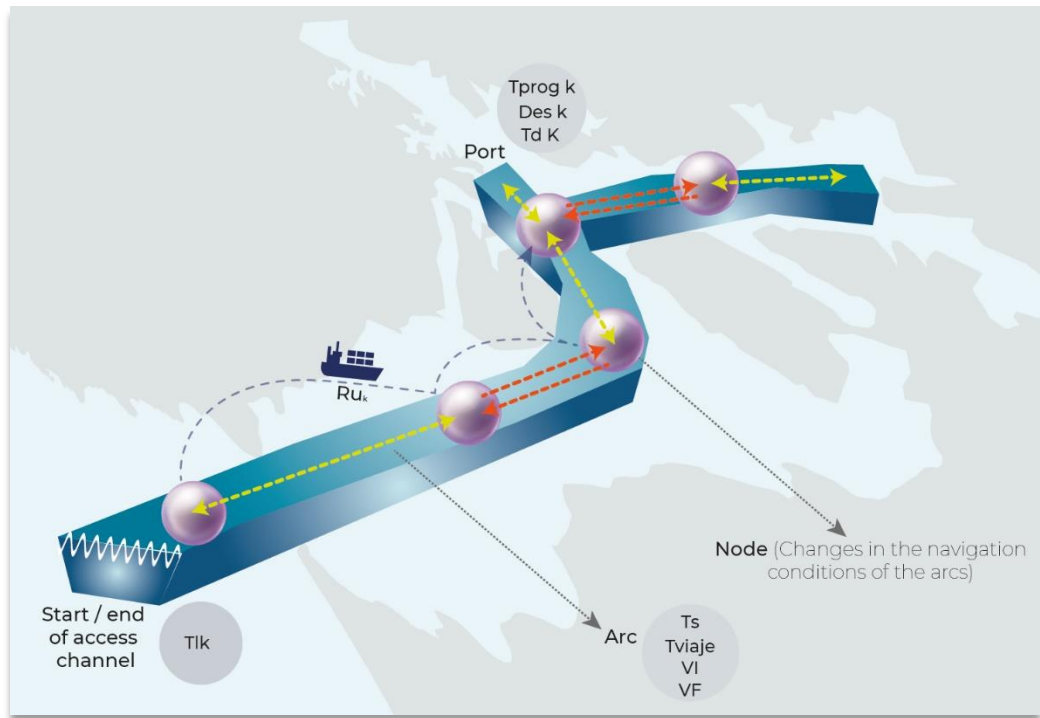 Tprog k
Des k
Td K
Port
Ruk
Node (Changes in the navigation
conditions of the arcs)
Start / end
of access
channel
Tlk
Arc
Ts
Tviaje
VI
VF